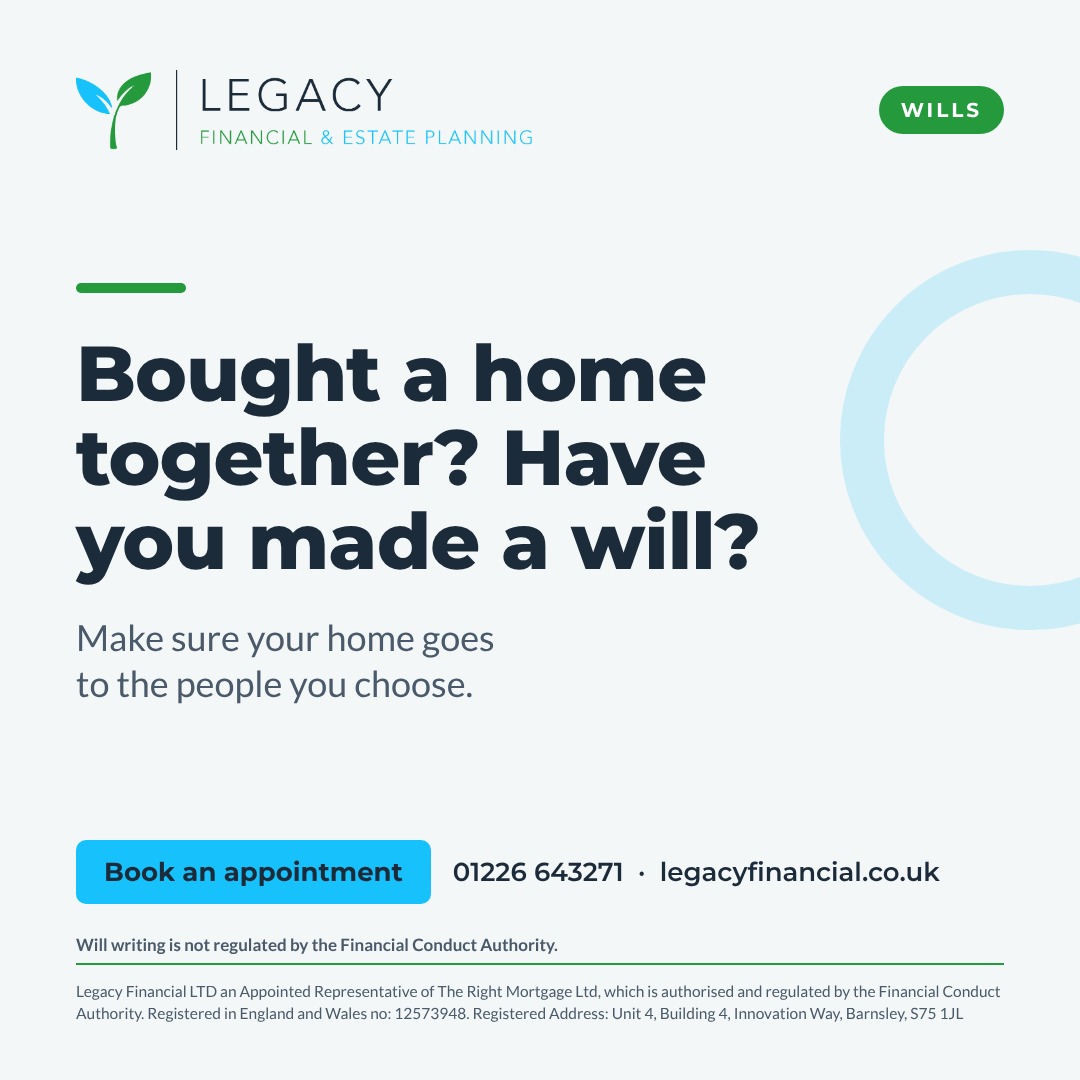 LEGACY
FINANCIAL & ESTATE PLANNING
WILLS
Bought a home
together? Have
you made a will?
Make sure your home goes
to the people you choose.
Book an appointment
01226 643271 · legacyfinancial.co.uk
Will writing is not regulated by the Financial Conduct Authority.
Legacy Financial LTD an Appointed Representative of The Right Mortgage Ltd, which is authorised and regulated by the Financial Conduct
Authority. Registered in England and Wales no: 12573948. Registered Address: Unit 4, Building 4, Innovation Way, Barnsley, S75 1JL